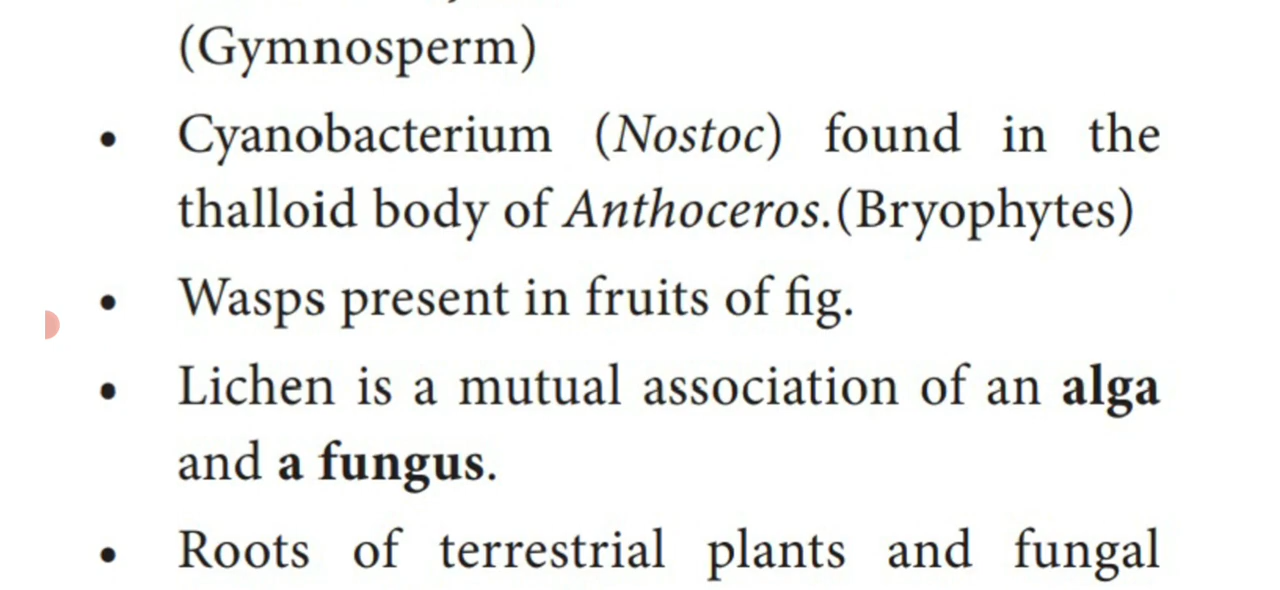 (Gymnosperm)
• Cyanobacterium (Nostoc) found in the
thalloid body of Anthoceros.(Bryophytes)
• Wasps present in fruits of fig.
• Lichen is a mutual association of an alga
and a fungus.
• Roots of terrestrial plants and fungal